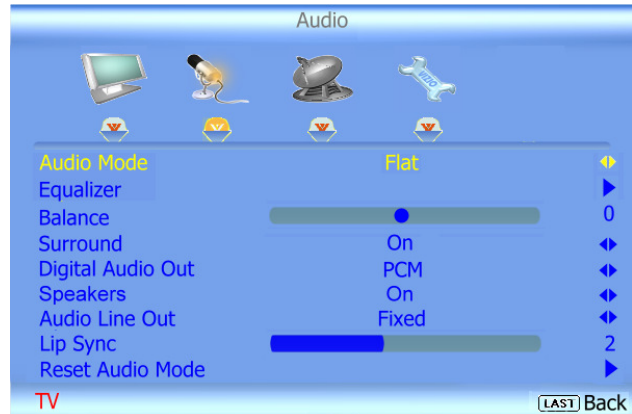 Audio
VIZIO
Audio Mode Flat
Equalizer
Balance 0
Surround On
Digital Audio Out PCM
Speakers On
Audio Line Out Fixed
Lip Sync 2
Reset Audio Mode
TV LAST Back